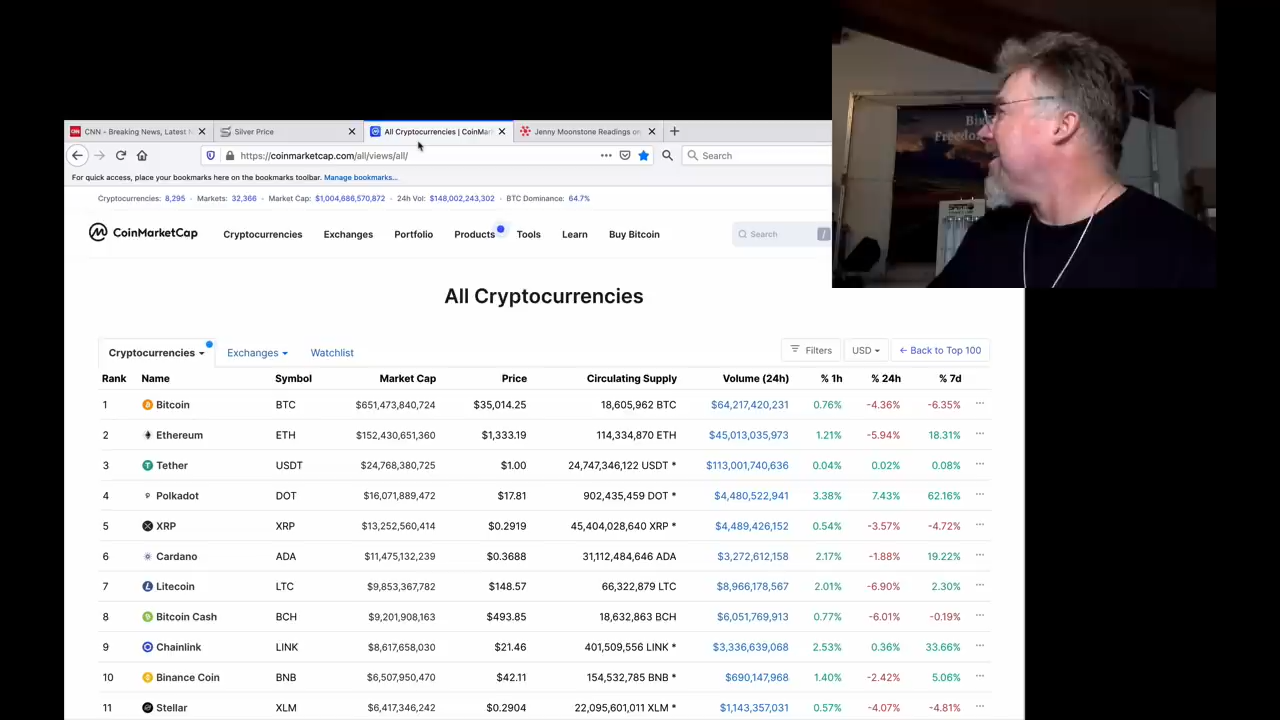 CNN - Breaking News, Latest N
Silver Price
All Cryptocurrencies | CoinMar
Jenny Moonstone Readings on
https://coinmarketcap.com/all/views/all/
Search
For quick access, place your bookmarks here on the bookmarks toolbar. Manage bookmarks...
Cryptocurrencies: 8,295 · Markets: 32,366 · Market Cap: $1,004,686,570,872 · 24h Vol: $148,002,243,302 · BTC Dominance: 64.7%
CoinMarketCap Cryptocurrencies Exchanges Portfolio Products Tools Learn Buy Bitcoin Search /
All Cryptocurrencies
Cryptocurrencies Exchanges Watchlist Filters USD ← Back to Top 100
Rank Name Symbol Market Cap Price Circulating Supply Volume (24h) % 1h % 24h % 7d
1 Bitcoin BTC $651,473,840,724 $35,014.25 18,605,962 BTC $64,217,420,231 0.76% -4.36% -6.35%
2 Ethereum ETH $152,430,651,360 $1,333.19 114,334,870 ETH $45,013,035,973 1.21% -5.94% 18.31%
3 Tether USDT $24,768,380,725 $1.00 24,747,346,122 USDT * $113,001,740,636 0.04% 0.02% 0.08%
4 Polkadot DOT $16,071,889,472 $17.81 902,435,459 DOT * $4,480,522,941 3.38% 7.43% 62.16%
5 XRP XRP $13,252,560,414 $0.2919 45,404,028,640 XRP * $4,489,426,152 0.54% -3.57% -4.72%
6 Cardano ADA $11,475,132,239 $0.3688 31,112,484,646 ADA $3,272,612,158 2.17% -1.88% 19.22%
7 Litecoin LTC $9,853,367,782 $148.57 66,322,879 LTC $8,966,178,567 2.01% -6.90% 2.30%
8 Bitcoin Cash BCH $9,201,908,163 $493.85 18,632,863 BCH $6,051,769,913 0.77% -6.01% -0.19%
9 Chainlink LINK $8,617,658,030 $21.46 401,509,556 LINK * $3,336,639,068 2.53% 0.36% 33.66%
10 Binance Coin BNB $6,507,950,470 $42.11 154,532,785 BNB * $690,147,968 1.40% -2.42% 5.06%
11 Stellar XLM $6,417,346,242 $0.2904 22,095,601,011 XLM * $1,143,357,031 0.57% -4.07% -4.81%